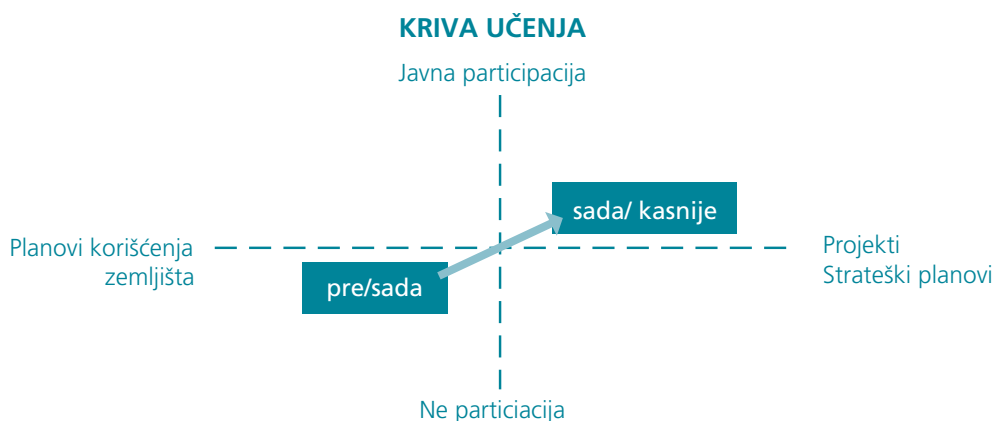 KRIVA UČENJA
Javna participacija
sada/ kasnije
Planovi korišćenja
zemljišta
Projekti
Strateški planovi
pre/sada
Ne particiacija